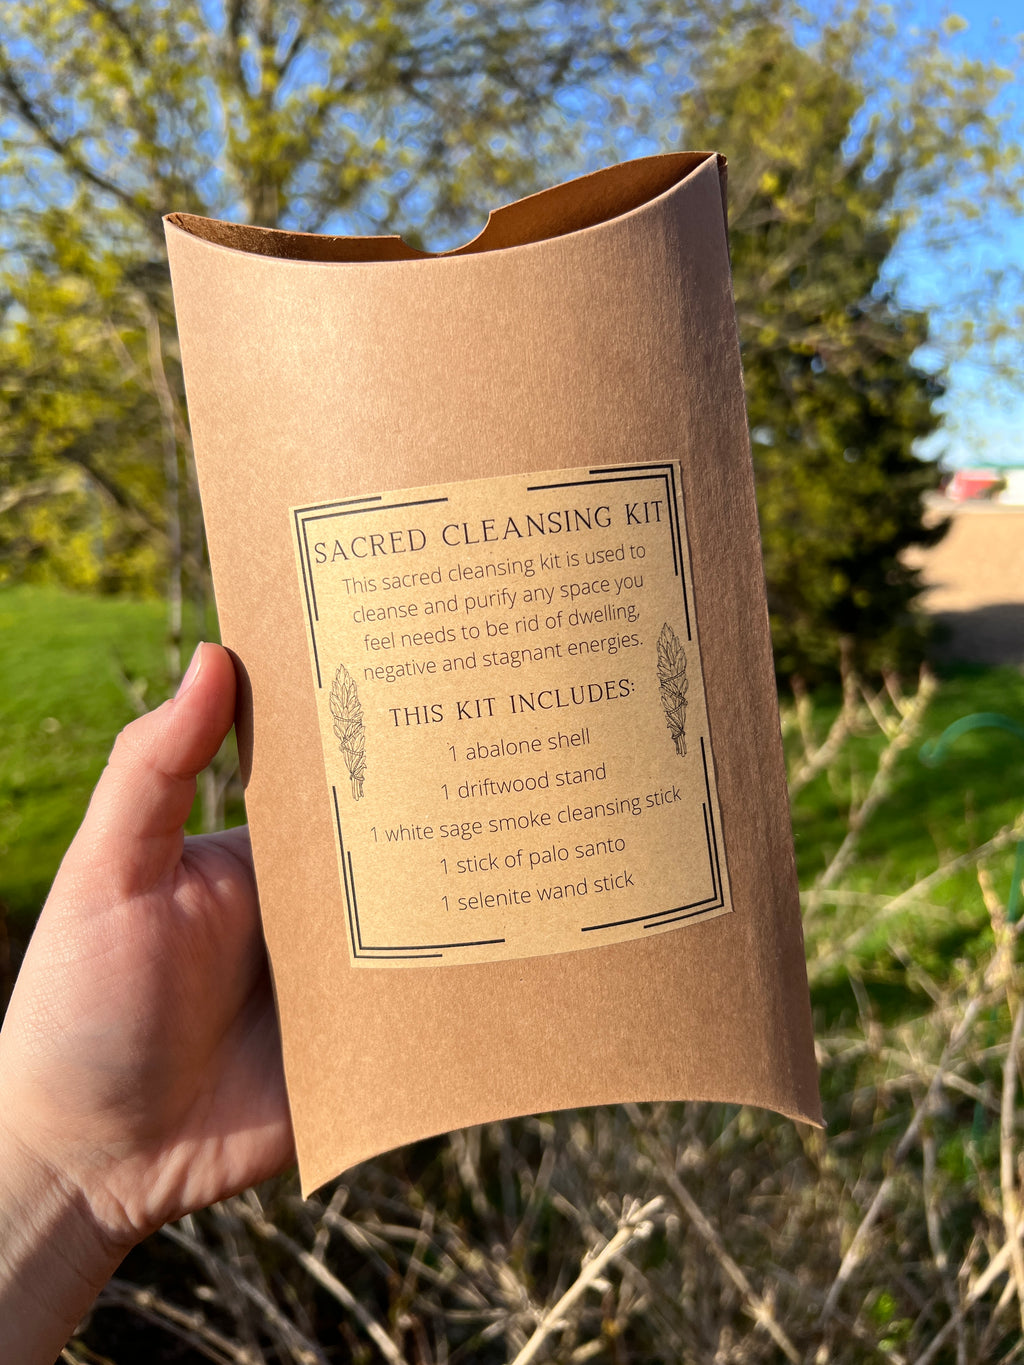 SACRED CLEANSING KIT
This sacred cleansing kit is used to
cleanse and purify any space you
feel needs to be rid of dwelling,
negative and stagnant energies.
THIS KIT INCLUDES:
1 abalone shell
1 driftwood stand
1 white sage smoke cleansing stick
1 stick of palo santo
1 selenite wand stick